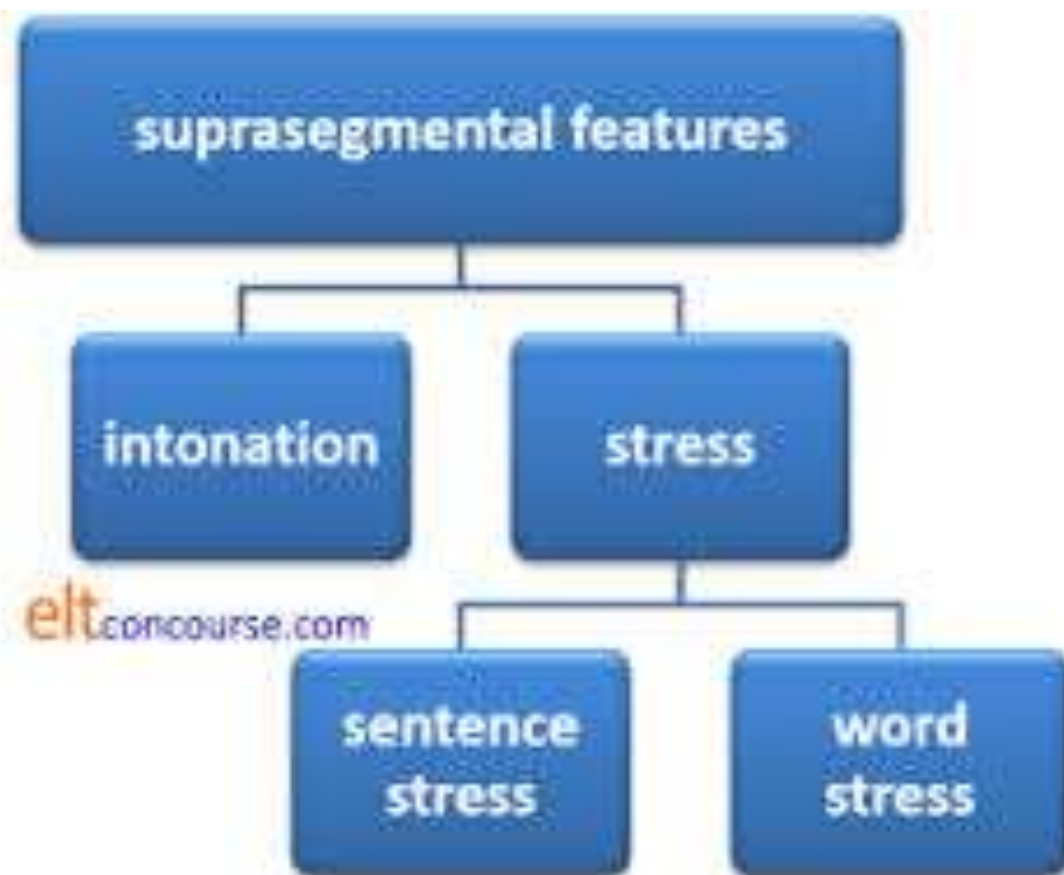 suprasegmental features
intonation
stress
eltconcourse.com
sentence
stress
word
stress